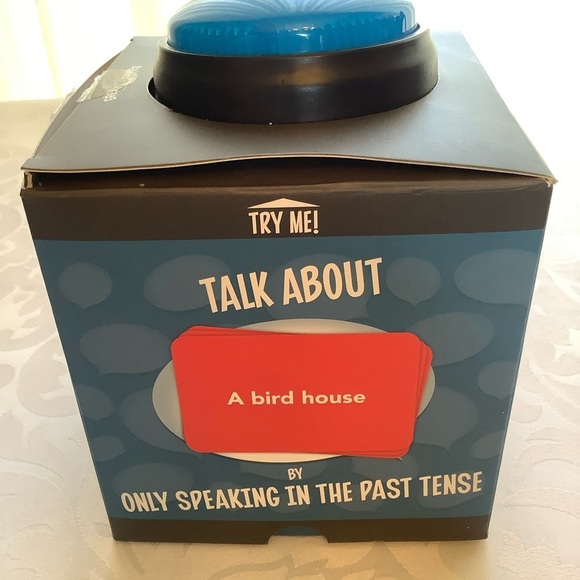 TRY ME!
TALK ABOUT
A bird house
BY
ONLY SPEAKING IN THE PAST TENSE